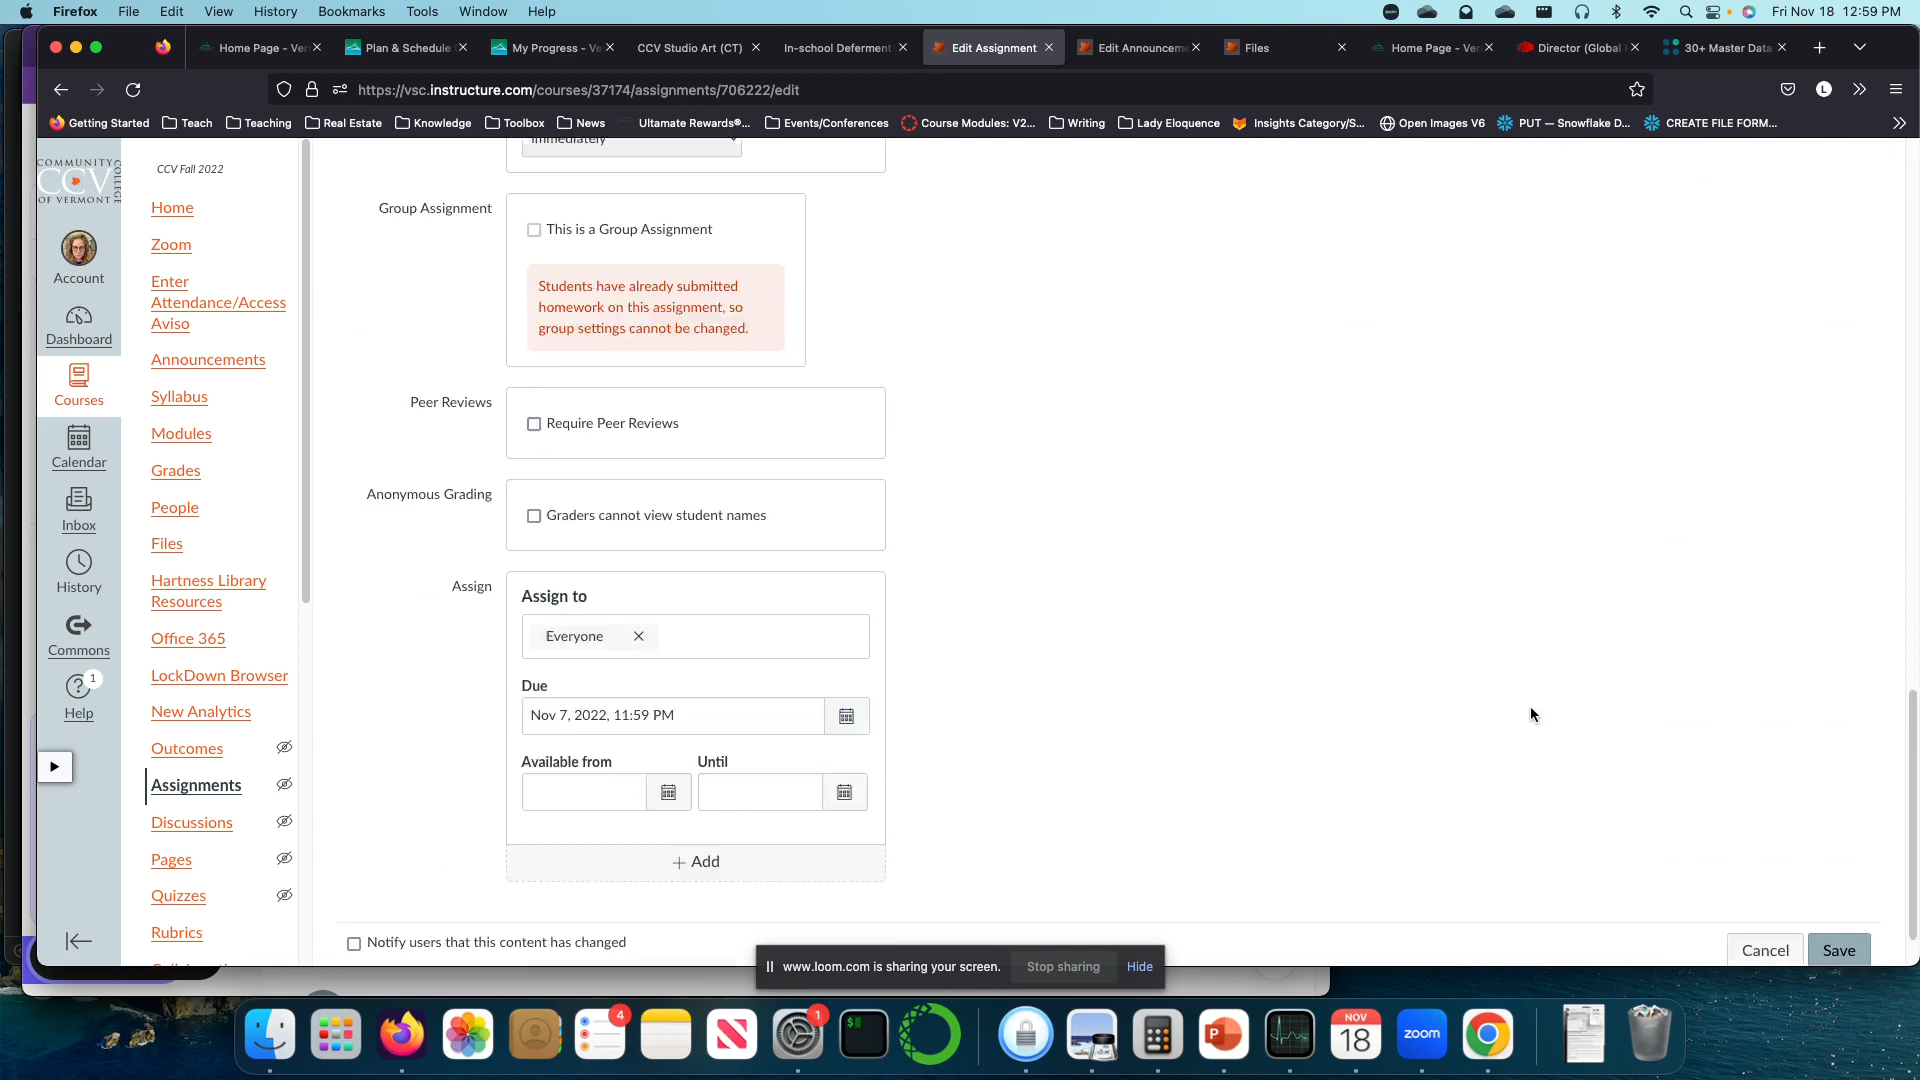 Firefox File Edit View History Bookmarks Tools Window Help
zoom
Fri Nov 18 12:59 PM
Home Page - Ver
Plan & Schedule
My Progress - Ve
CCV Studio Art (CT)
In-school Deferment
Edit Assignment
Edit Announceme
Files
Home Page - Ver
Director (Global
30+ Master Data
https://vsc.instructure.com/courses/37174/assignments/706222/edit
L
Getting Started Teach Teaching Real Estate Knowledge Toolbox News Ultamate Rewards®... Events/Conferences Course Modules: V2... Writing Lady Eloquence Insights Category/S... Open Images V6 PUT — Snowflake D... CREATE FILE FORM...
COMMUNITY COLLEGE
CCV
OF VERMONT
Account
Dashboard
Courses
Calendar
Inbox
History
Commons
1
Help
CCV Fall 2022
Home
Zoom
Enter
Attendance/Access
Aviso
Announcements
Syllabus
Modules
Grades
People
Files
Hartness Library
Resources
Office 365
LockDown Browser
New Analytics
Outcomes
Assignments
Discussions
Pages
Quizzes
Rubrics
Immediately
Group Assignment
This is a Group Assignment
Students have already submitted
homework on this assignment, so
group settings cannot be changed.
Peer Reviews
Require Peer Reviews
Anonymous Grading
Graders cannot view student names
Assign
Assign to
Everyone
Due
Nov 7, 2022, 11:59 PM
Available from Until
+ Add
Notify users that this content has changed
Cancel Save
www.loom.com is sharing your screen. Stop sharing Hide
4
1
$
P
NOV
18
zoom